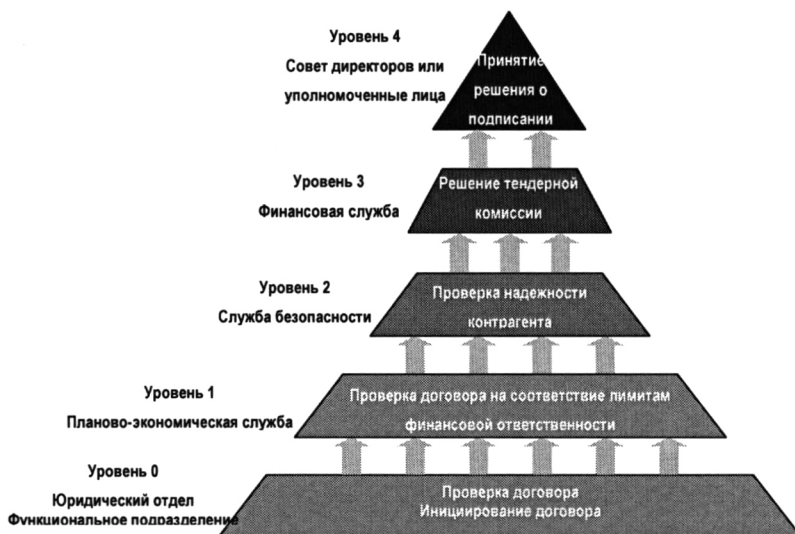 Уровень 4
Совет директоров или
уполномоченные лица
Принятие
решения о
подписании
Уровень 3
Финансовая служба
Решение тендерной
комиссии
Уровень 2
Служба безопасности
Проверка надежности
контрагента
Уровень 1
Планово-экономическая служба
Проверка договора на соответствие лимитам
финансовой ответственности
Уровень 0
Юридический отдел
Функциональное подразделение
Проверка договора
Инициирование договора